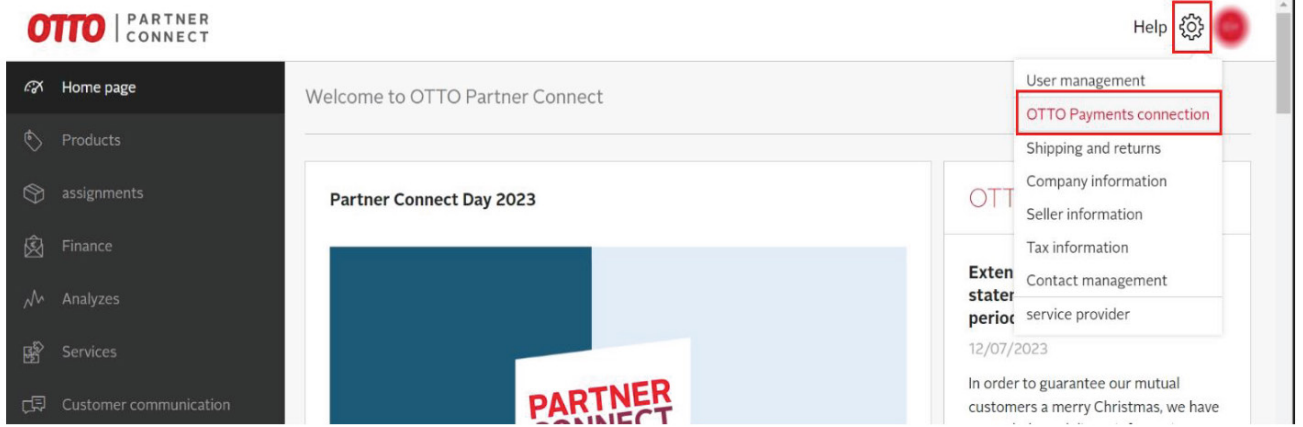 OTTO | PARTNER
CONNECT
Help
Home page
Products
assignments
Finance
Analyzes
Services
Customer communication
Welcome to OTTO Partner Connect
Partner Connect Day 2023
PARTNER
CONNECT
User management
OTTO Payments connection
Shipping and returns
Company information
Seller information
Tax information
Contact management
service provider
OTT
Exten
stater
perioc
12/07/2023
In order to guarantee our mutual
customers a merry Christmas, we have